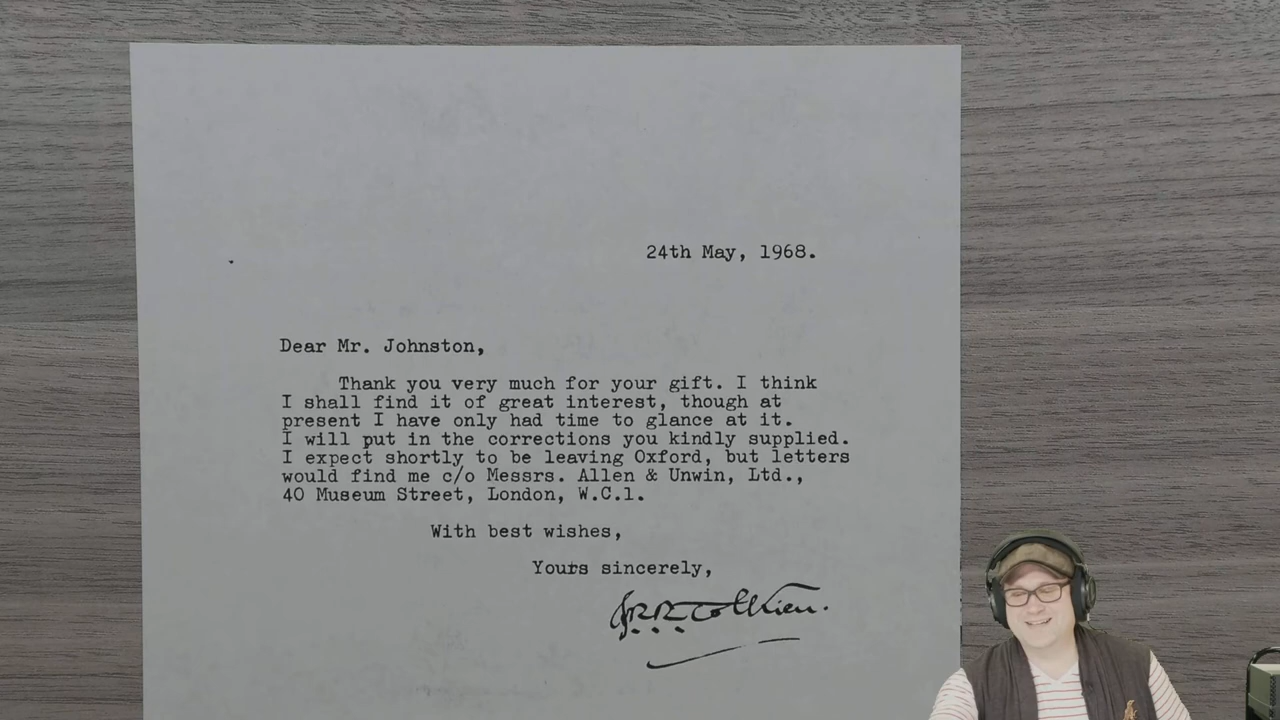 24th May, 1968.
Dear Mr. Johnston,
Thank you very much for your gift. I think
I shall find it of great interest, though at
present I have only had time to glance at it.
I will put in the corrections you kindly supplied.
I expect shortly to be leaving Oxford, but letters
would find me c/o Messrs. Allen & Unwin, Ltd.,
40 Museum Street, London, W.C.1.
With best wishes,
Yours sincerely,
JRRTolkien.